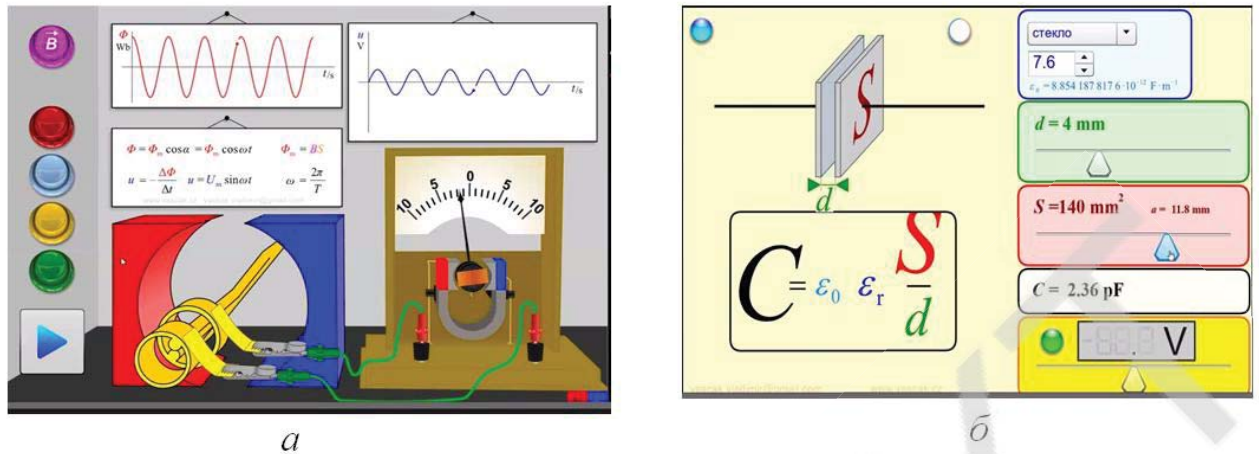 B
Φ
Wb
t/s
u
V
t/s
Φ = Φm cosα = Φm cosωt Φm = BS
u = - ΔΦ/Δt u = Um sinωt ω = 2π/T
10 5 0 5 10
стекло
7.6
ε0 = 8.854 187 817 6·10⁻¹² F·m⁻¹
S
d
d = 4 mm
S =140 mm² a = 11.8 mm
C = ε0 εr S/d
C = 2.36 pF
V
а
б